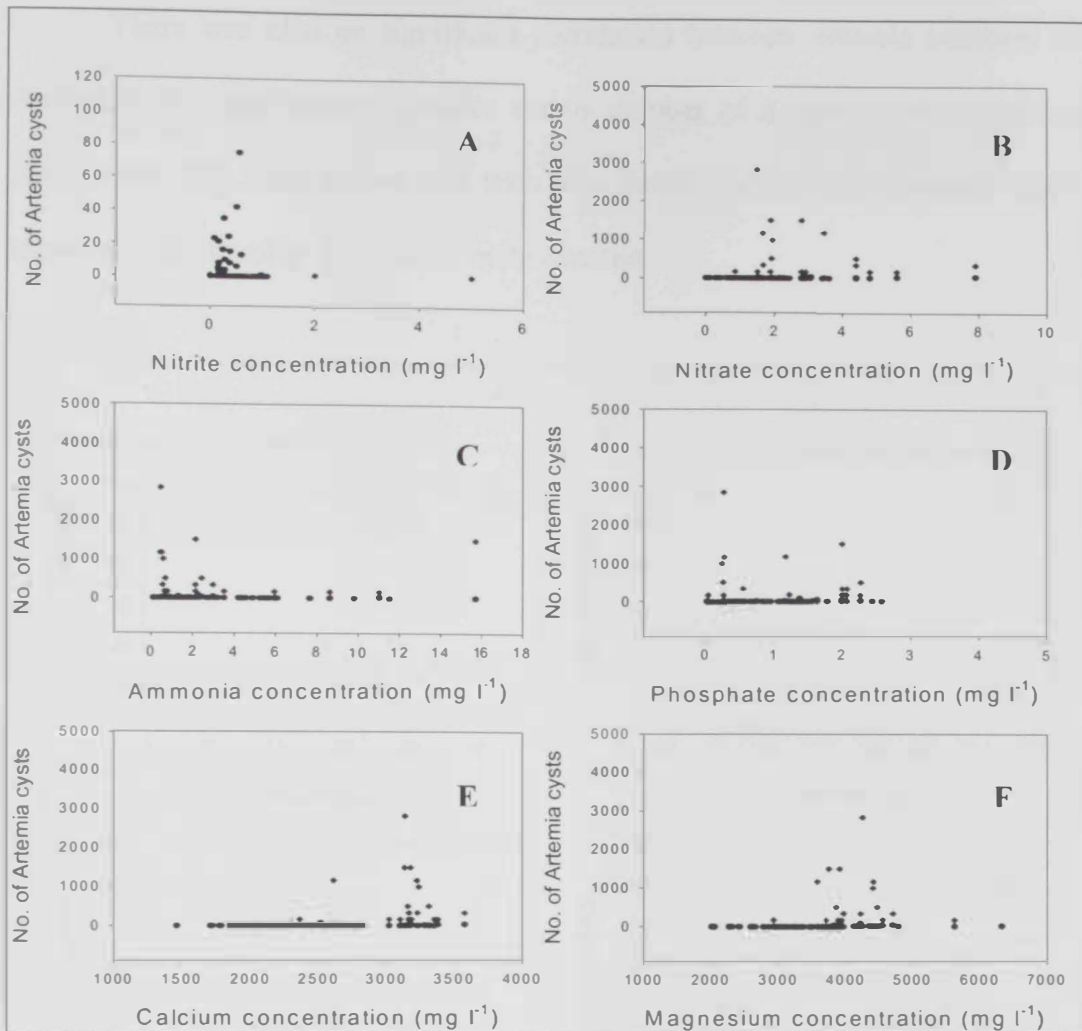 A
No. of Artemia cysts
120
100
80
60
40
20
0
0 2 4 6
Nitrite concentration (mg l⁻¹)
B
No. of Artemia cysts
5000
4000
3000
2000
1000
0
0 2 4 6 8 10
Nitrate concentration (mg l⁻¹)
C
No. of Artemia cysts
5000
4000
3000
2000
1000
0
0 2 4 6 8 10 12 14 16 18
Ammonia concentration (mg l⁻¹)
D
No. of Artemia cysts
5000
4000
3000
2000
1000
0
0 1 2 3 4 5
Phosphate concentration (mg l⁻¹)
E
No. of Artemia cysts
5000
4000
3000
2000
1000
0
1000 1500 2000 2500 3000 3500 4000
Calcium concentration (mg l⁻¹)
F
No. of Artemia cysts
5000
4000
3000
2000
1000
0
1000 2000 3000 4000 5000 6000 7000
Magnesium concentration (mg l⁻¹)